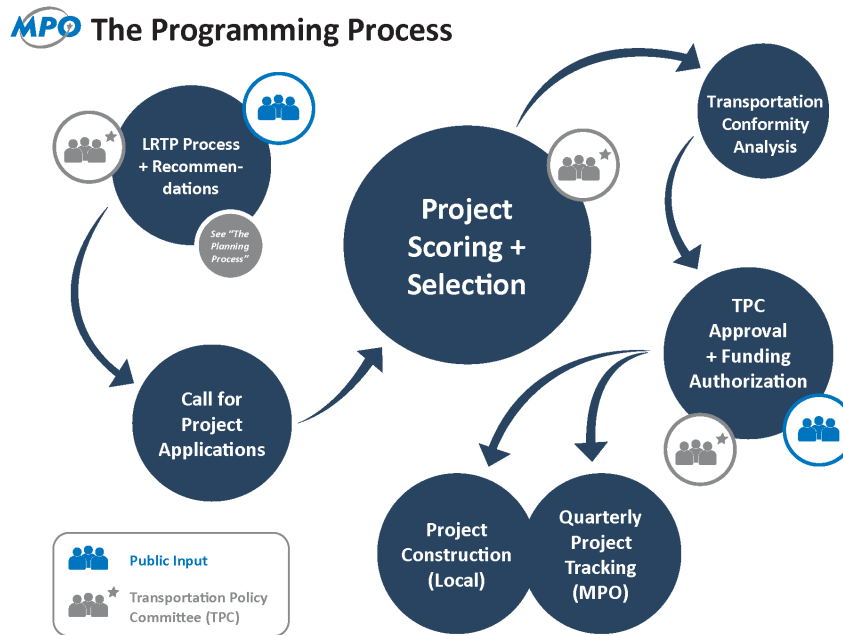 MPO The Programming Process
LRTP Process
+ Recommen-
dations
See “The
Planning
Process”
Call for
Project
Applications
Project
Scoring +
Selection
Transportation
Conformity
Analysis
TPC
Approval
+ Funding
Authorization
Project
Construction
(Local)
Quarterly
Project
Tracking
(MPO)
Public Input
Transportation Policy
Committee (TPC)